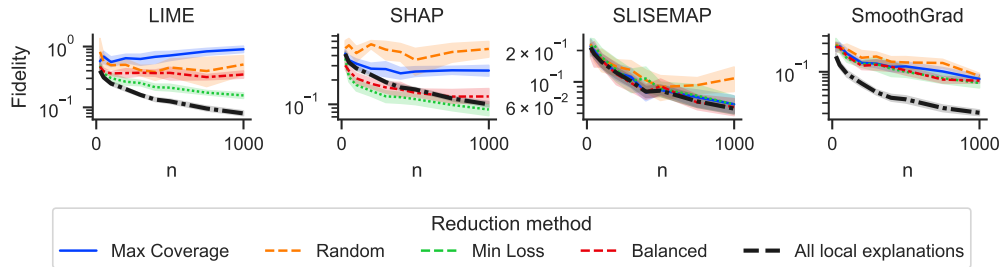 LIME
SHAP
SLISEMAP
SmoothGrad
Fidelity
10⁰
10⁻¹
10⁻¹
2 × 10⁻¹
10⁻¹
6 × 10⁻²
10⁻¹
0 1000
0 1000
0 1000
0 1000
n
n
n
n
Reduction method
Max Coverage
Random
Min Loss
Balanced
All local explanations